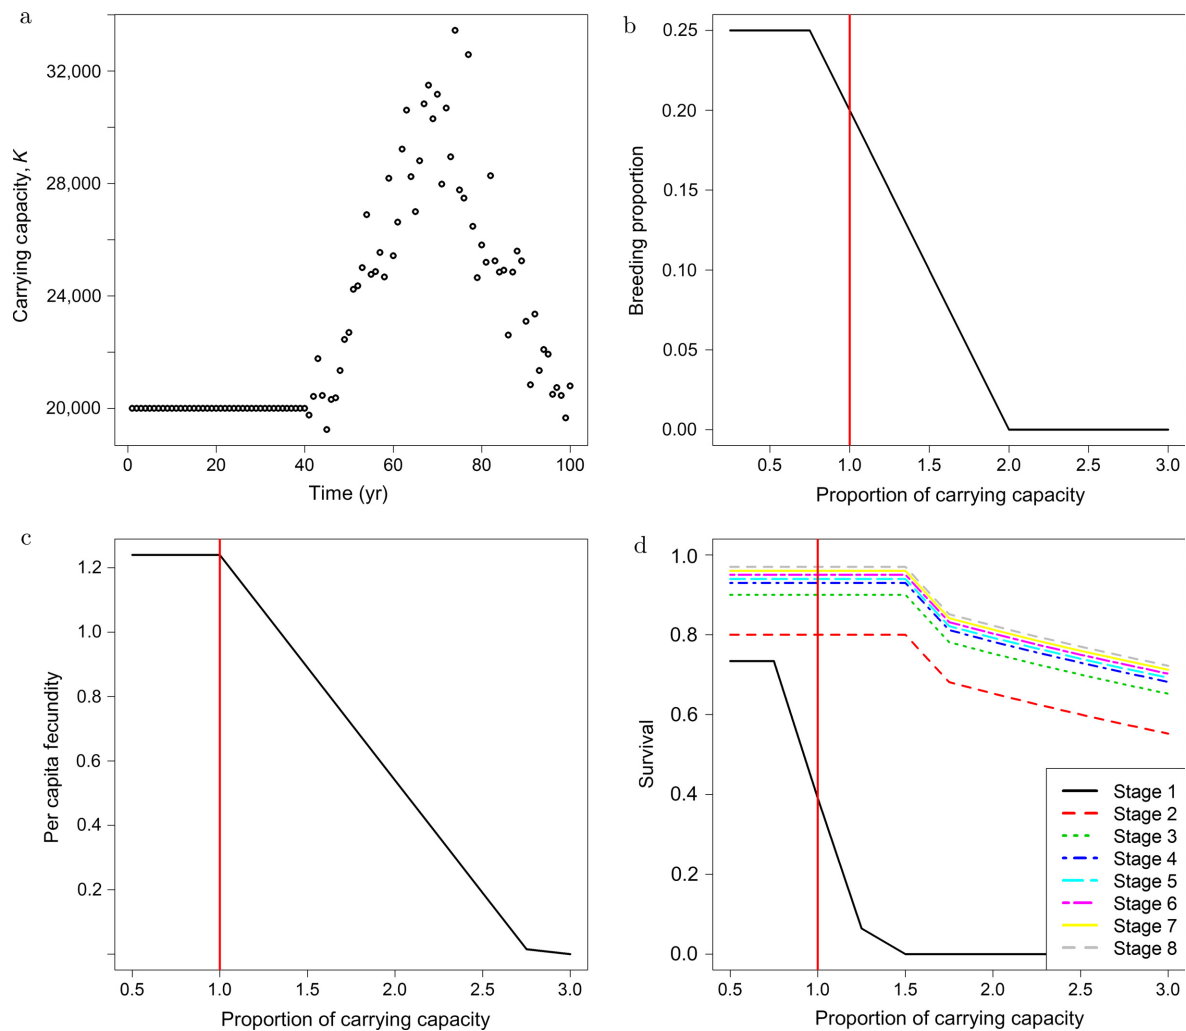 a
32,000
28,000
24,000
20,000
Carrying capacity, K
0 20 40 60 80 100
Time (yr)
b
0.25
0.20
0.25
0.10
0.05
0.00
Breeding proportion
0.5 1.0 1.5 2.0 2.5 3.0
Proportion of carrying capacity
c
1.2
1.0
0.8
0.6
0.4
0.2
Per capita fecundity
0.5 1.0 1.5 2.0 2.5 3.0
Proportion of carrying capacity
d
1.0
0.8
0.6
0.4
0.2
0.0
Survival
0.5 1.0 1.5 2.0 2.5 3.0
Proportion of carrying capacity
Stage 1
Stage 2
Stage 3
Stage 4
Stage 5
Stage 6
Stage 7
Stage 8